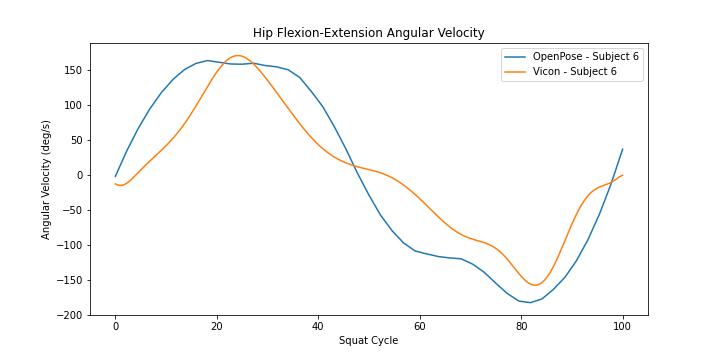 Hip Flexion-Extension Angular Velocity
OpenPose - Subject 6
Vicon - Subject 6
Angular Velocity (deg/s)
150
100
50
0
−50
−100
−150
−200
0 20 40 60 80 100
Squat Cycle